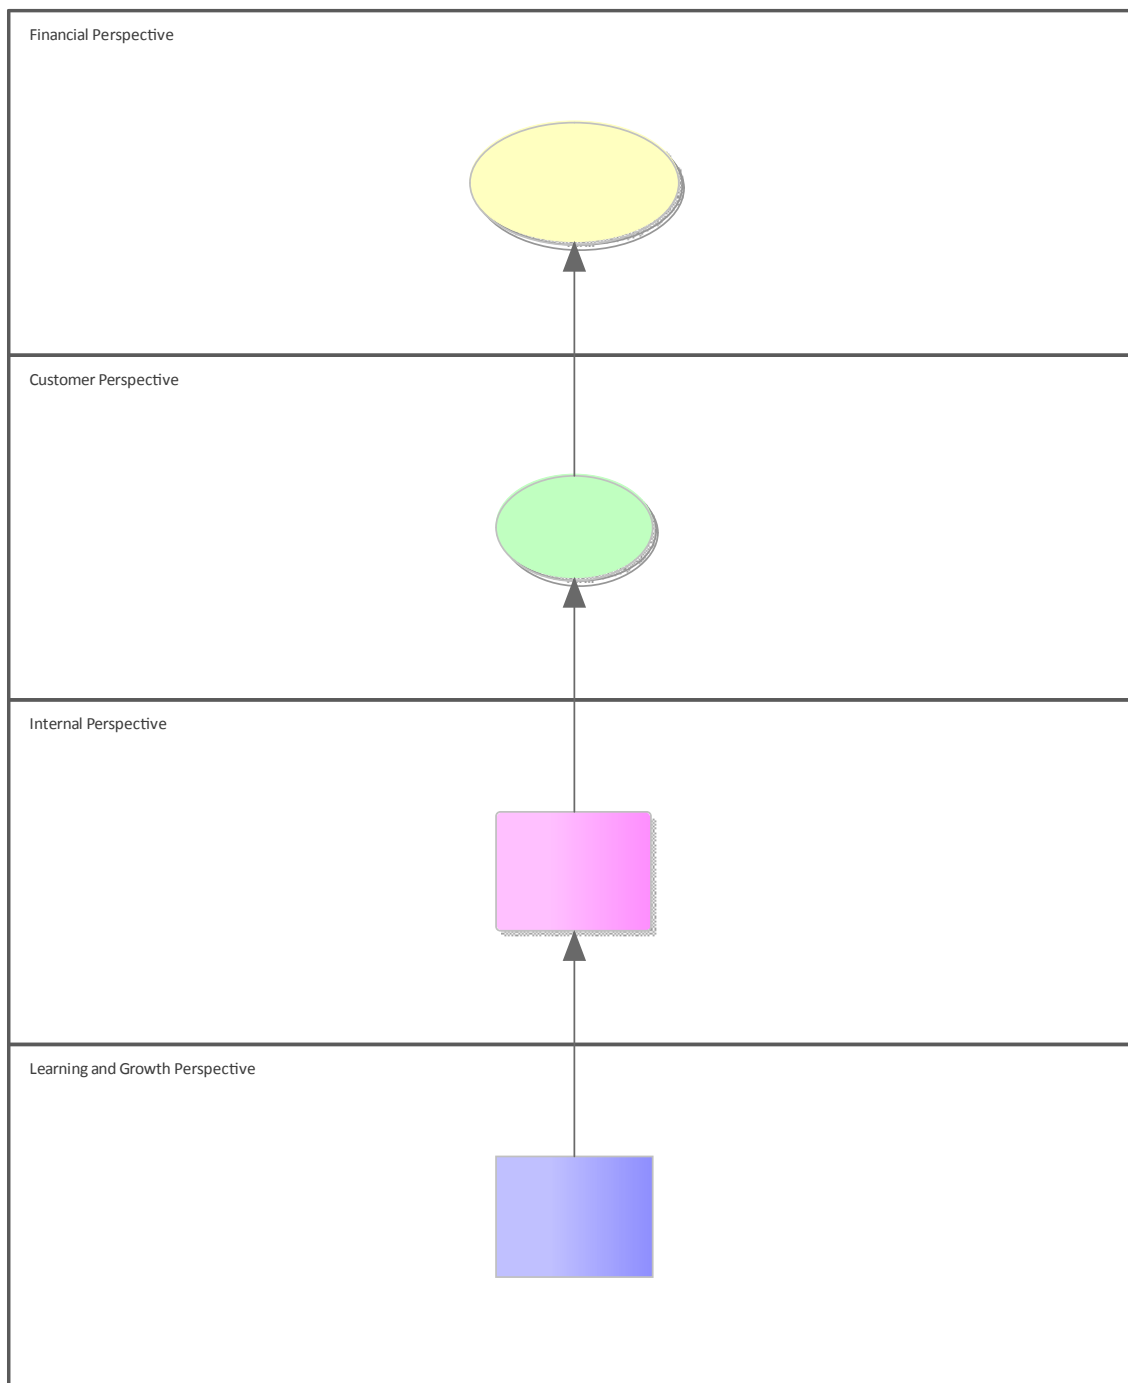 Financial Perspective
Customer Perspective
Internal Perspective
Learning and Growth Perspective